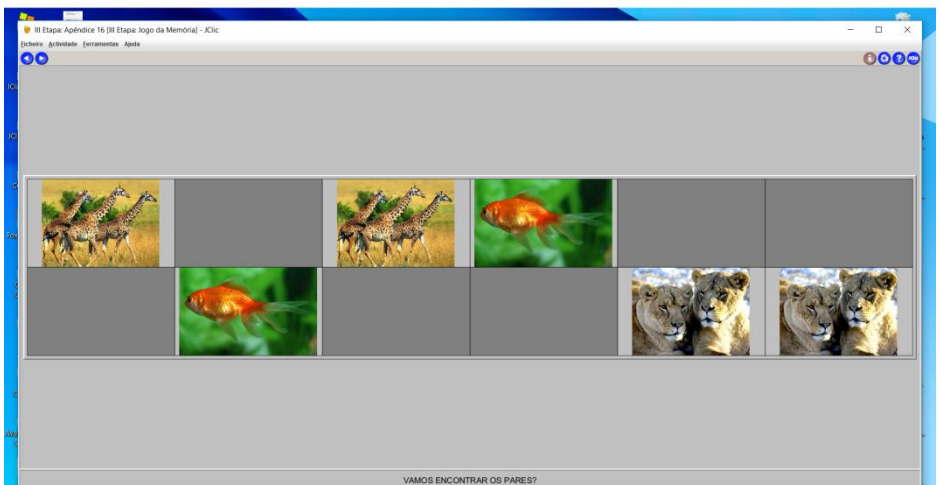 III Etapa: Apêndice 16 [III Etapa: Jogo da Memória] - JClic
Ficheiro Actividade Ferramentas Ajuda
VAMOS ENCONTRAR OS PARES?